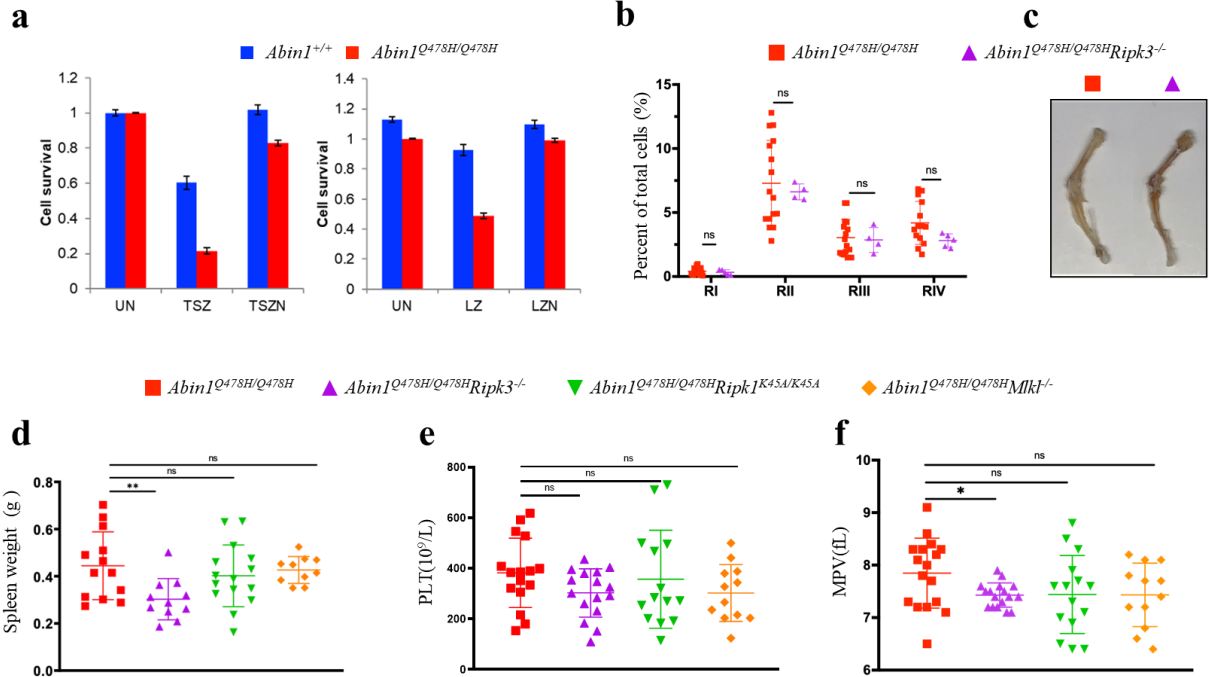 a
Abin1+/+ Abin1Q478H/Q478H
Cell survival
1.2
1
0.8
0.6
0.4
0.2
0
UN TSZ TSZN
Cell survival
1.4
1.2
1
0.8
0.6
0.4
0.2
0
UN LZ LZN
b
Abin1Q478H/Q478H Abin1Q478H/Q478HRipk3-/-
Percent of total cells (%)
15
10
5
0
ns
ns
ns
ns
RI RII RIII RIV
c
Abin1Q478H/Q478H Abin1Q478H/Q478HRipk3-/- Abin1Q478H/Q478HRipk1K45A/K45A Abin1Q478H/Q478HMlkl-/-
d
Spleen weight (g)
0.8
0.6
0.4
0.2
0.0
ns
ns
**
e
PLT(10⁹/L)
800
600
400
200
0
ns
ns
ns
f
MPV(fL)
10
9
8
7
6
ns
ns
*